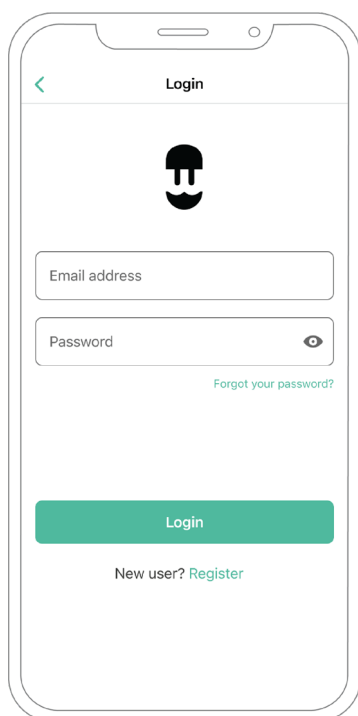 Login
Email address
Password
Forgot your password?
Login
New user? Register